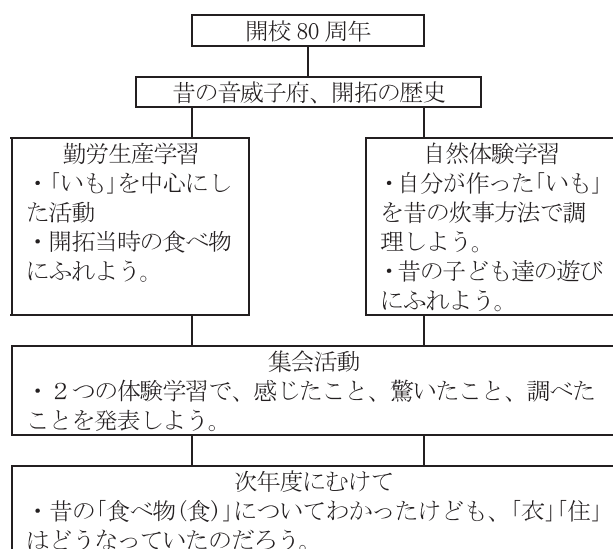 開校 80 周年
昔の音威子府、開拓の歴史
勤労生産学習
・「いも」を中心にし
た活動
・開拓当時の食べ物
にふれよう。
自然体験学習
・自分が作った「いも」
を昔の炊事方法で調
理しよう。
・昔の子ども達の遊び
にふれよう。
集会活動
・２つの体験学習で、感じたこと、驚いたこと、調べた
ことを発表しよう。
次年度にむけて
・昔の「食べ物(食)」についてわかったけども、「衣」「住」
はどうなっていたのだろう。